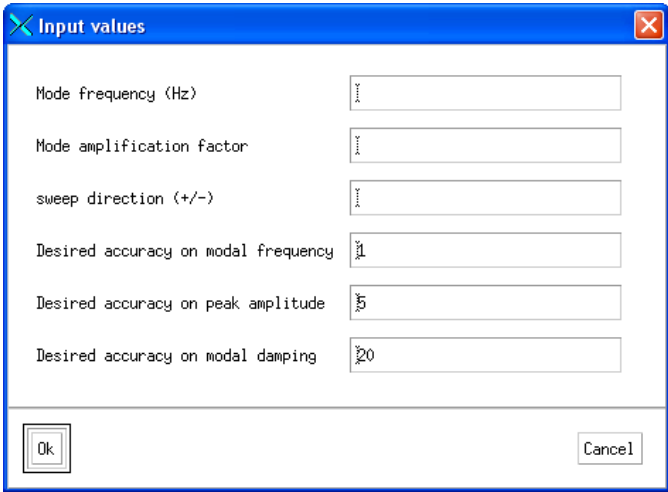 Input values
Mode frequency (Hz)
Mode amplification factor
sweep direction (+/-)
Desired accuracy on modal frequency 1
Desired accuracy on peak amplitude 5
Desired accuracy on modal damping 20
Ok Cancel